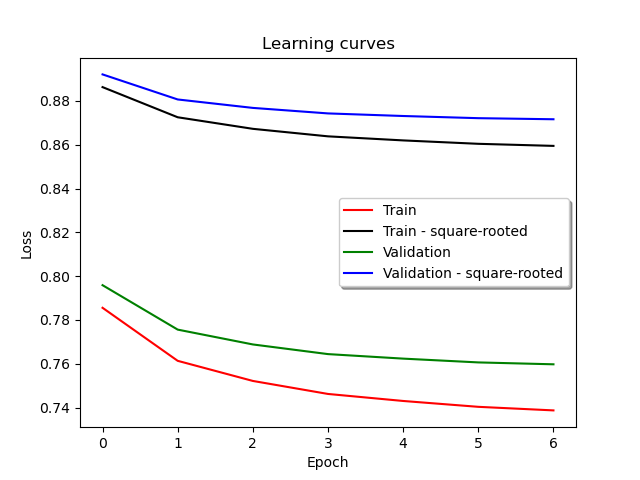 Learning curves
0.88
0.86
0.84
0.82
0.80
0.78
0.76
0.74
Loss
Train
Train - square-rooted
Validation
Validation - square-rooted
0 1 2 3 4 5 6
Epoch